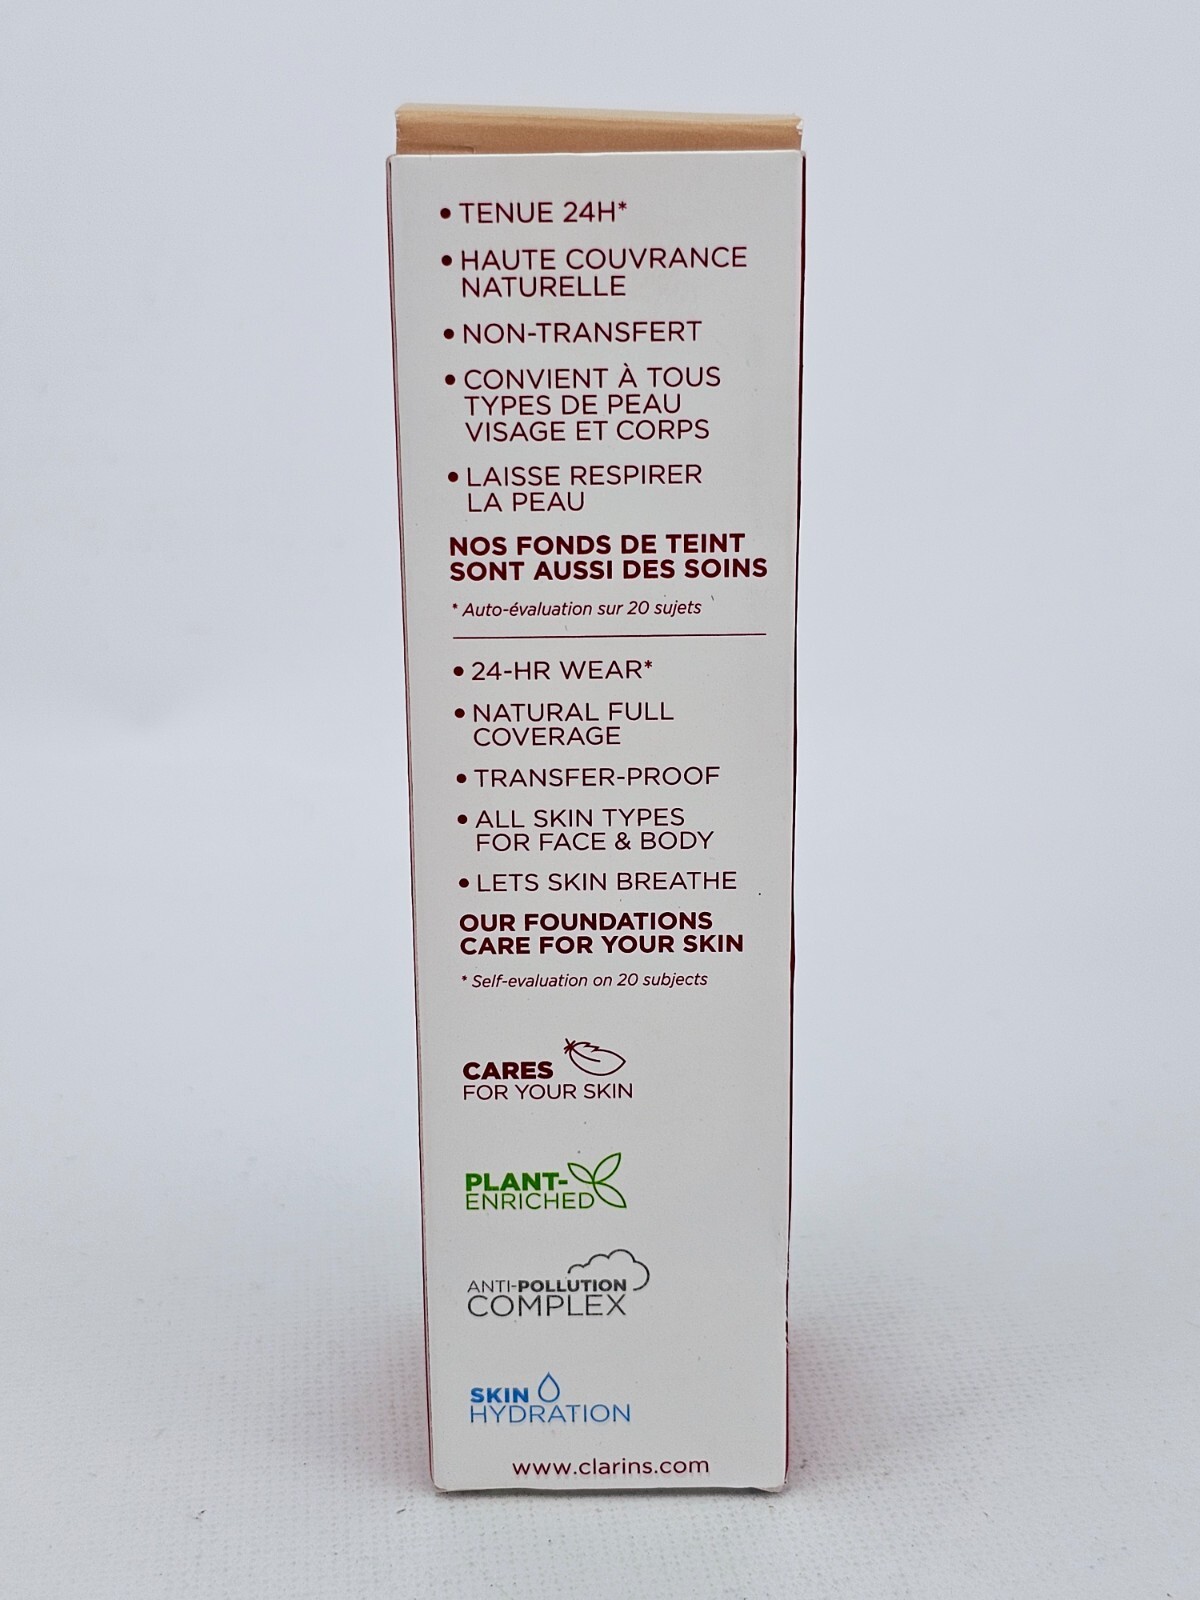 • TENUE 24H*
• HAUTE COUVRANCE
NATURELLE
• NON-TRANSFERT
• CONVIENT À TOUS
TYPES DE PEAU
VISAGE ET CORPS
• LAISSE RESPIRER
LA PEAU
NOS FONDS DE TEINT
SONT AUSSI DES SOINS
* Auto-évaluation sur 20 sujets
• 24-HR WEAR*
• NATURAL FULL
COVERAGE
• TRANSFER-PROOF
• ALL SKIN TYPES
FOR FACE & BODY
• LETS SKIN BREATHE
OUR FOUNDATIONS
CARE FOR YOUR SKIN
* Self-evaluation on 20 subjects
CARES
FOR YOUR SKIN
PLANT-
ENRICHED
ANTI-POLLUTION
COMPLEX
SKIN
HYDRATION
www.clarins.com